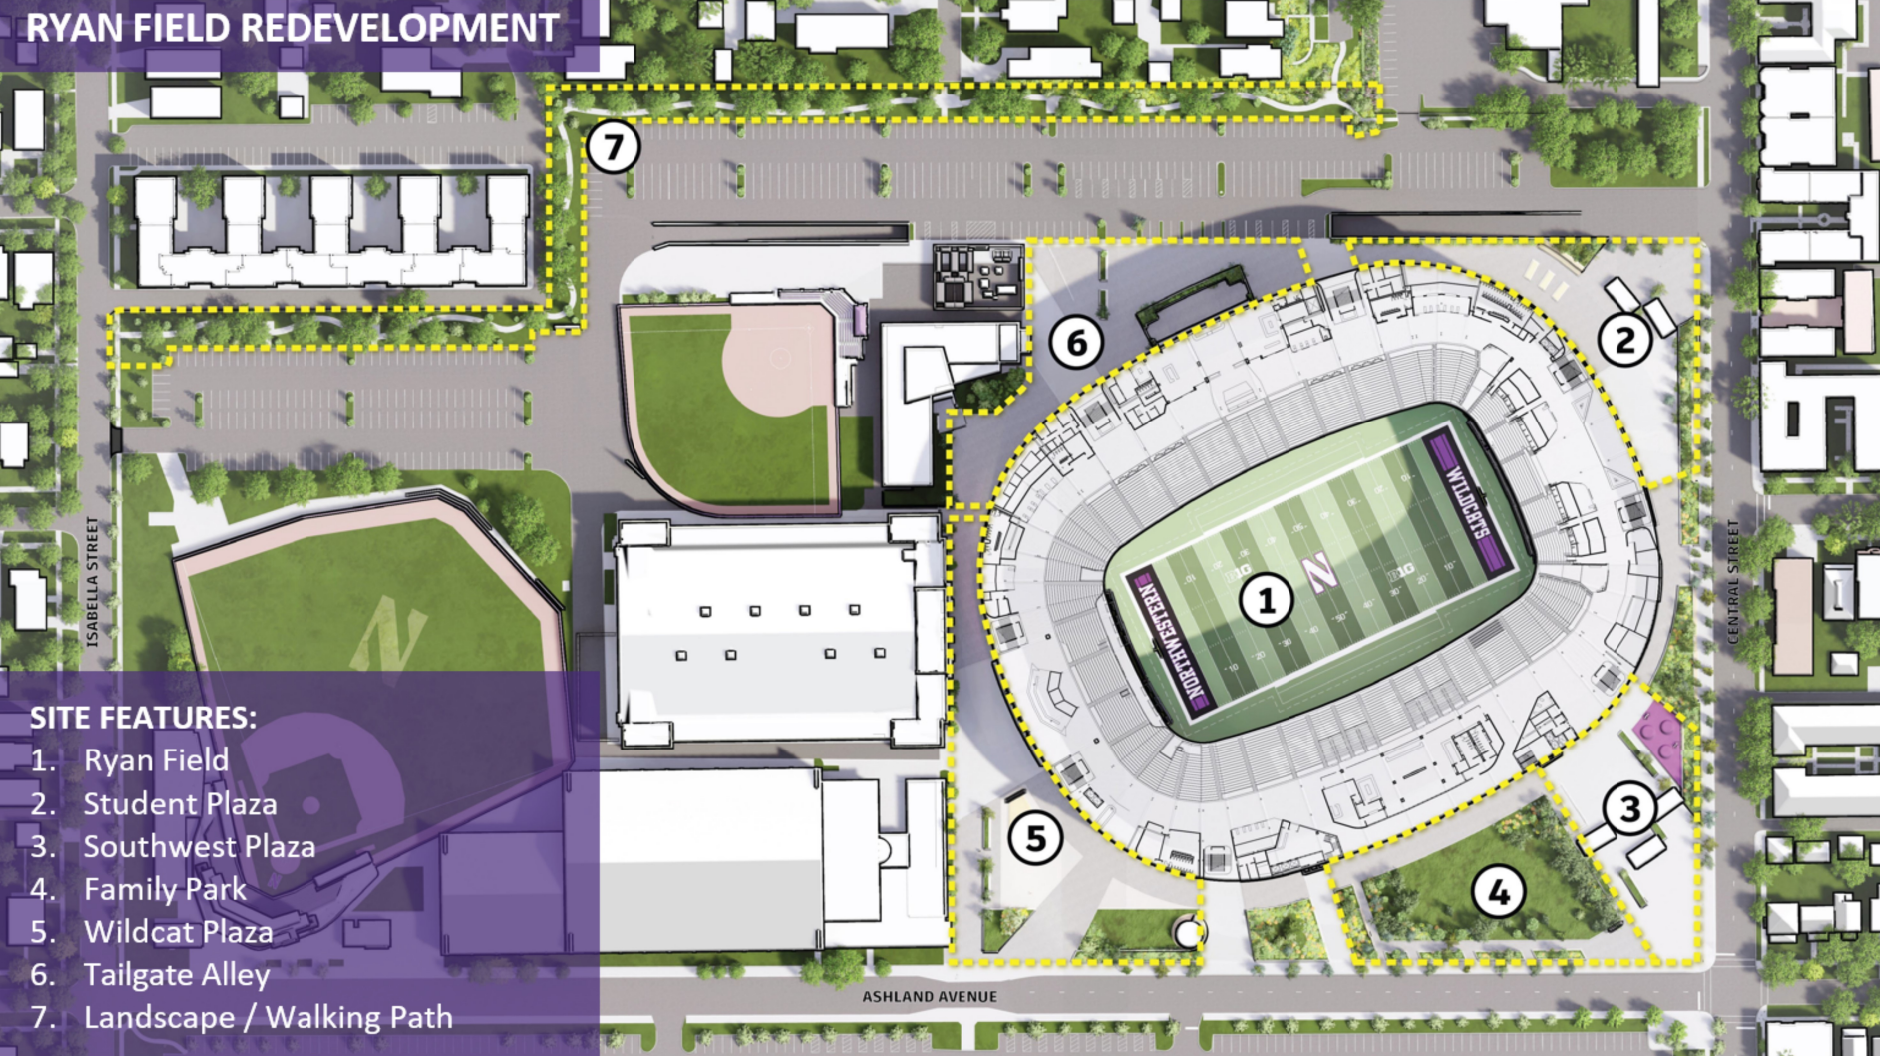 RYAN FIELD REDEVELOPMENT
7
6
2
WILDCATS
N
BIG
BIG
1
NORTHWESTERN
ISABELLA STREET
CENTRAL STREET
N
SITE FEATURES:
1. Ryan Field
2. Student Plaza
3. Southwest Plaza
4. Family Park
5. Wildcat Plaza
6. Tailgate Alley
7. Landscape / Walking Path
3
5
4
ASHLAND AVENUE